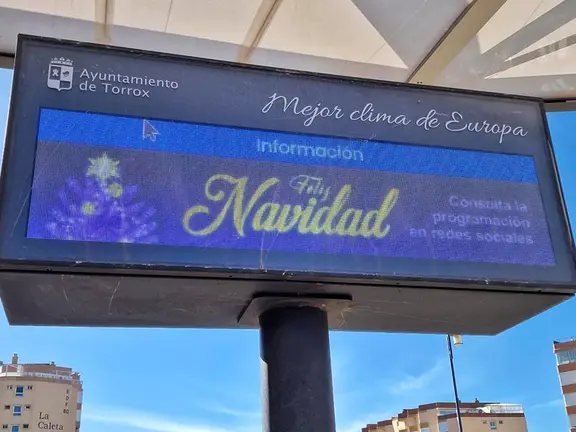 Ayuntamiento
de Torrox
Mejor clima de Europa
Información
Feliz
Navidad
Consulta la
programación
en redes sociales
La
Caleta